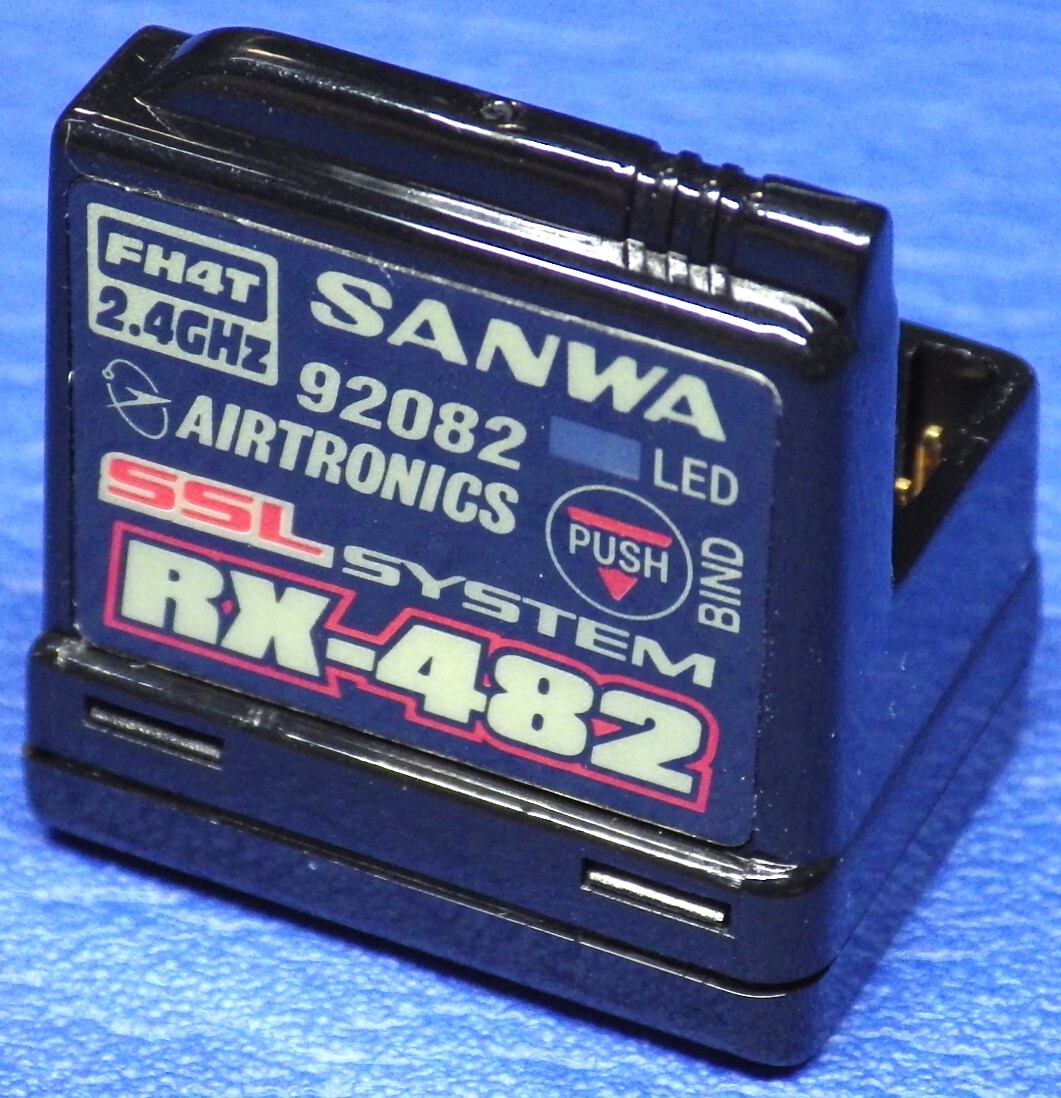 FH4T
2.4GHz
SANWA
92082
LED
AIRTRONICS
PUSH
BIND
SSL SYSTEM
RX-482